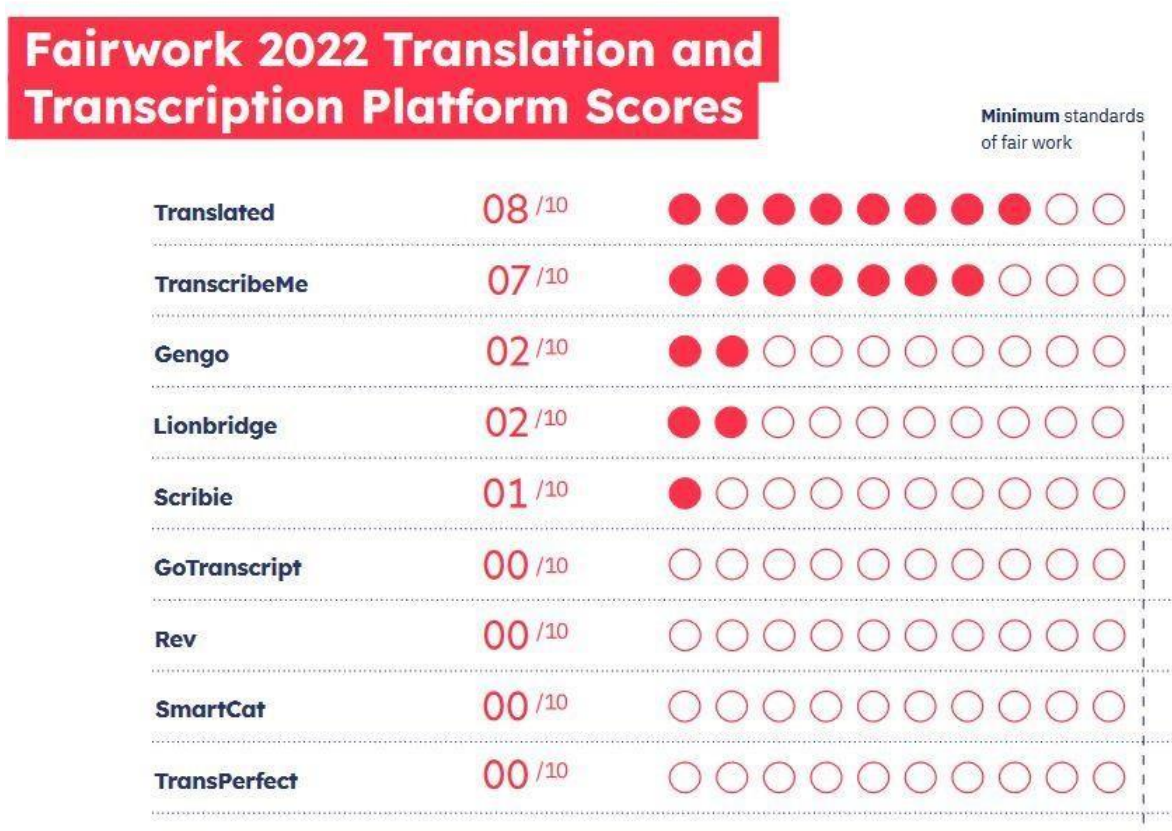 Fairwork 2022 Translation and
Transcription Platform Scores
Minimum standards
of fair work
Translated 08 /10
TranscribeMe 07 /10
Gengo 02 /10
Lionbridge 02 /10
Scribie 01 /10
GoTranscript 00 /10
Rev 00 /10
SmartCat 00 /10
TransPerfect 00 /10